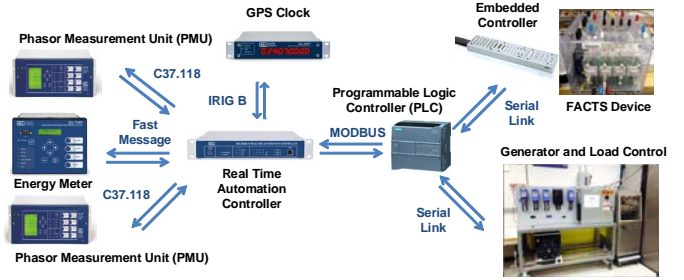 GPS Clock
Embedded
Controller
Phasor Measurement Unit (PMU)
C37.118
IRIG B
Programmable Logic
Controller (PLC)
FACTS Device
Serial
Link
Fast
Message
MODBUS
Generator and Load Control
Energy Meter
Real Time
Automation
Controller
C37.118
Serial
Link
Phasor Measurement Unit (PMU)